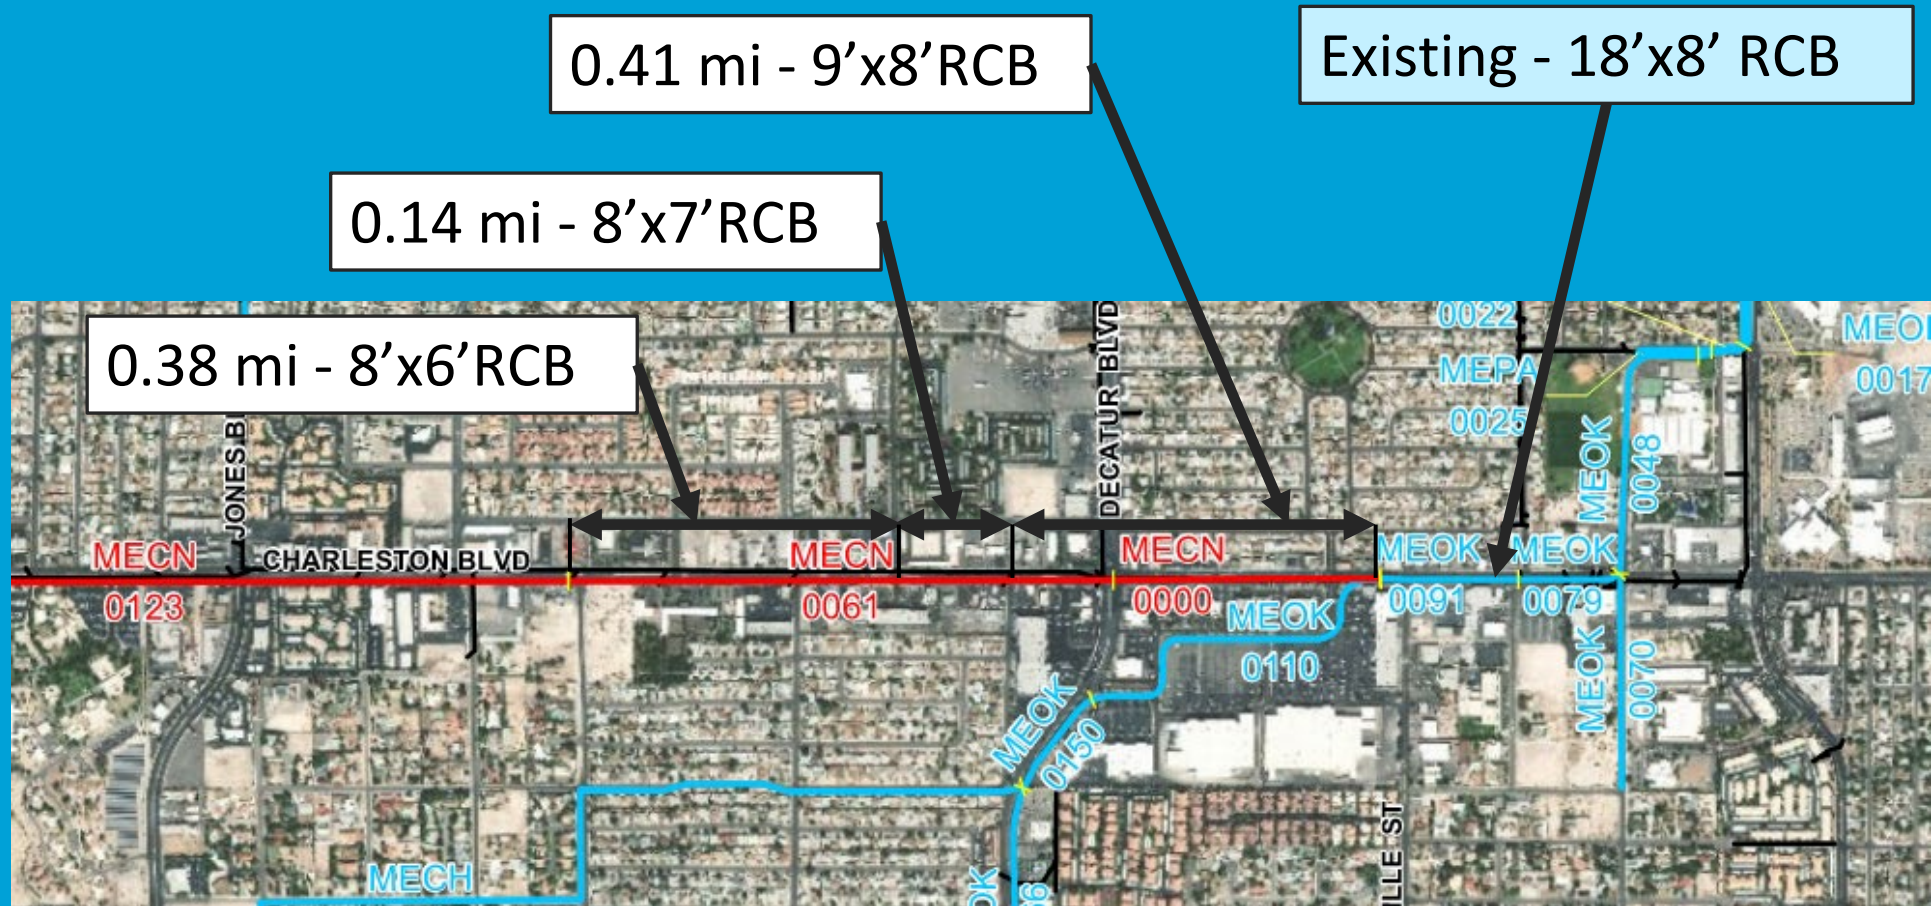 0.41 mi - 9’x8’RCB
Existing - 18’x8’ RCB
0.14 mi - 8’x7’RCB
0.38 mi - 8’x6’RCB
0022
MEPA
0025
0017
JONES
DECATUR BLVD
MEOK
0048
MECN
0123
CHARLESTON BLVD
MECN
0061
MECN
0000
MEOK
0091
MEOK
0079
MEOK
0110
MEOK
0070
MEOK
0150
MECH
ST